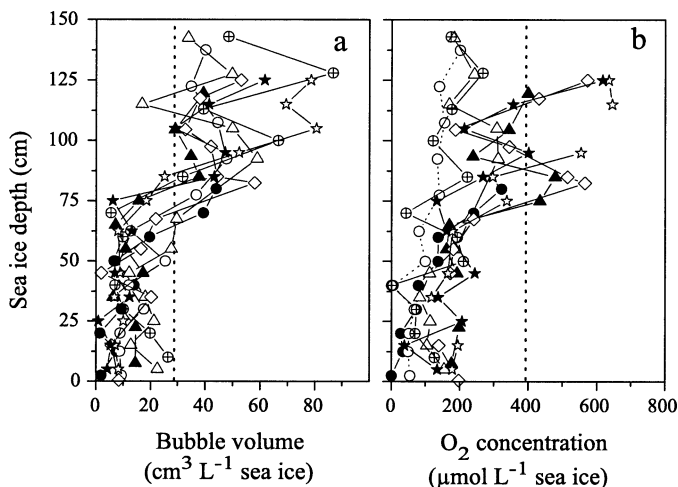 a
b
150
125
100
75
50
25
0
Sea ice depth (cm)
0 20 40 60 80
0 200 400 600 800
Bubble volume
(cm³ L⁻¹ sea ice)
O₂ concentration
(μmol L⁻¹ sea ice)